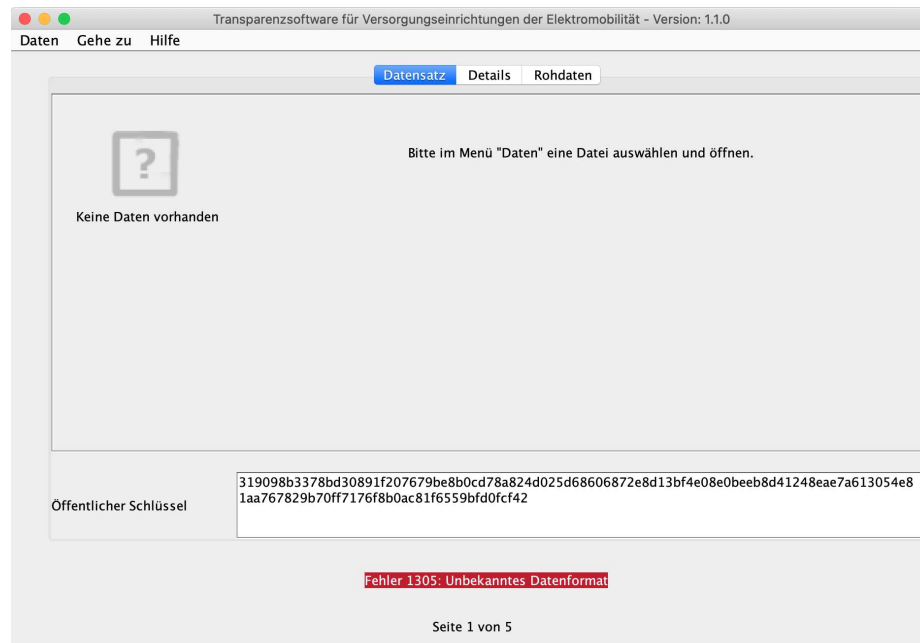 Transparenzsoftware für Versorgungseinrichtungen der Elektromobilität - Version: 1.1.0
Daten Gehe zu Hilfe
Datensatz Details Rohdaten
?
Bitte im Menü "Daten" eine Datei auswählen und öffnen.
Keine Daten vorhanden
Öffentlicher Schlüssel
319098b3378bd30891f207679be8b0cd78a824d025d68606872e8d13bf4e08e0beeb8d41248eae7a613054e8
1aa767829b70ff7176f8b0ac81f6559bfd0fcf42
Fehler 1305: Unbekanntes Datenformat
Seite 1 von 5